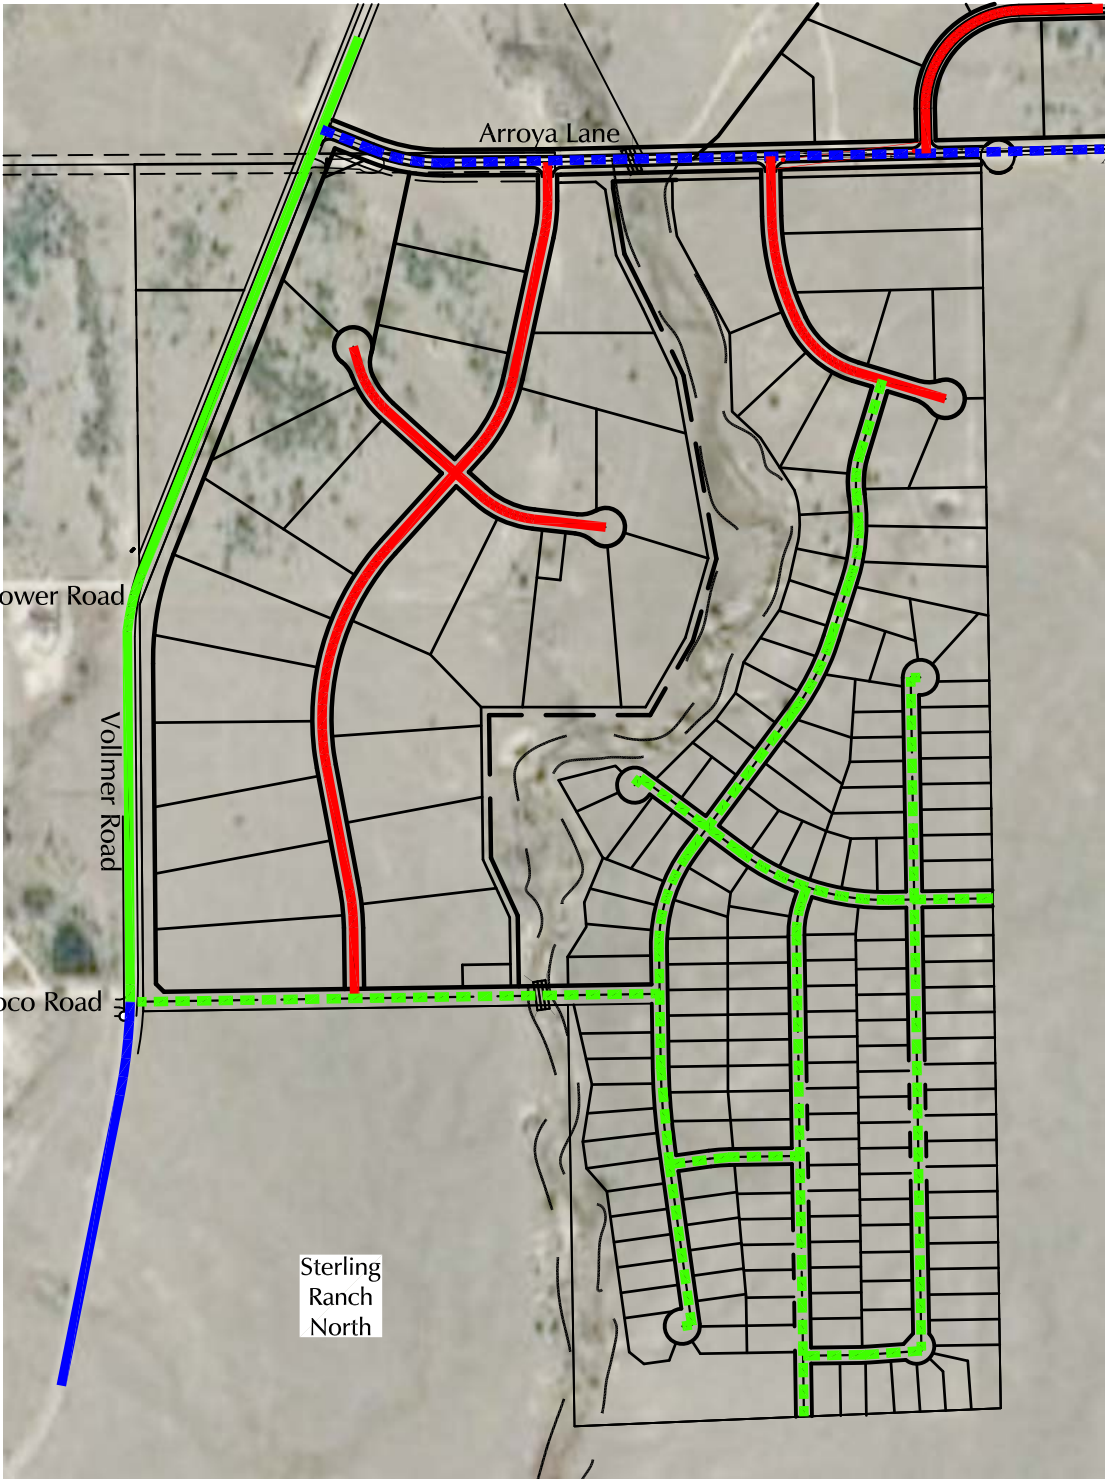 Arroya Lane
ower Road
Vollmer Road
oco Road
Sterling
Ranch
North